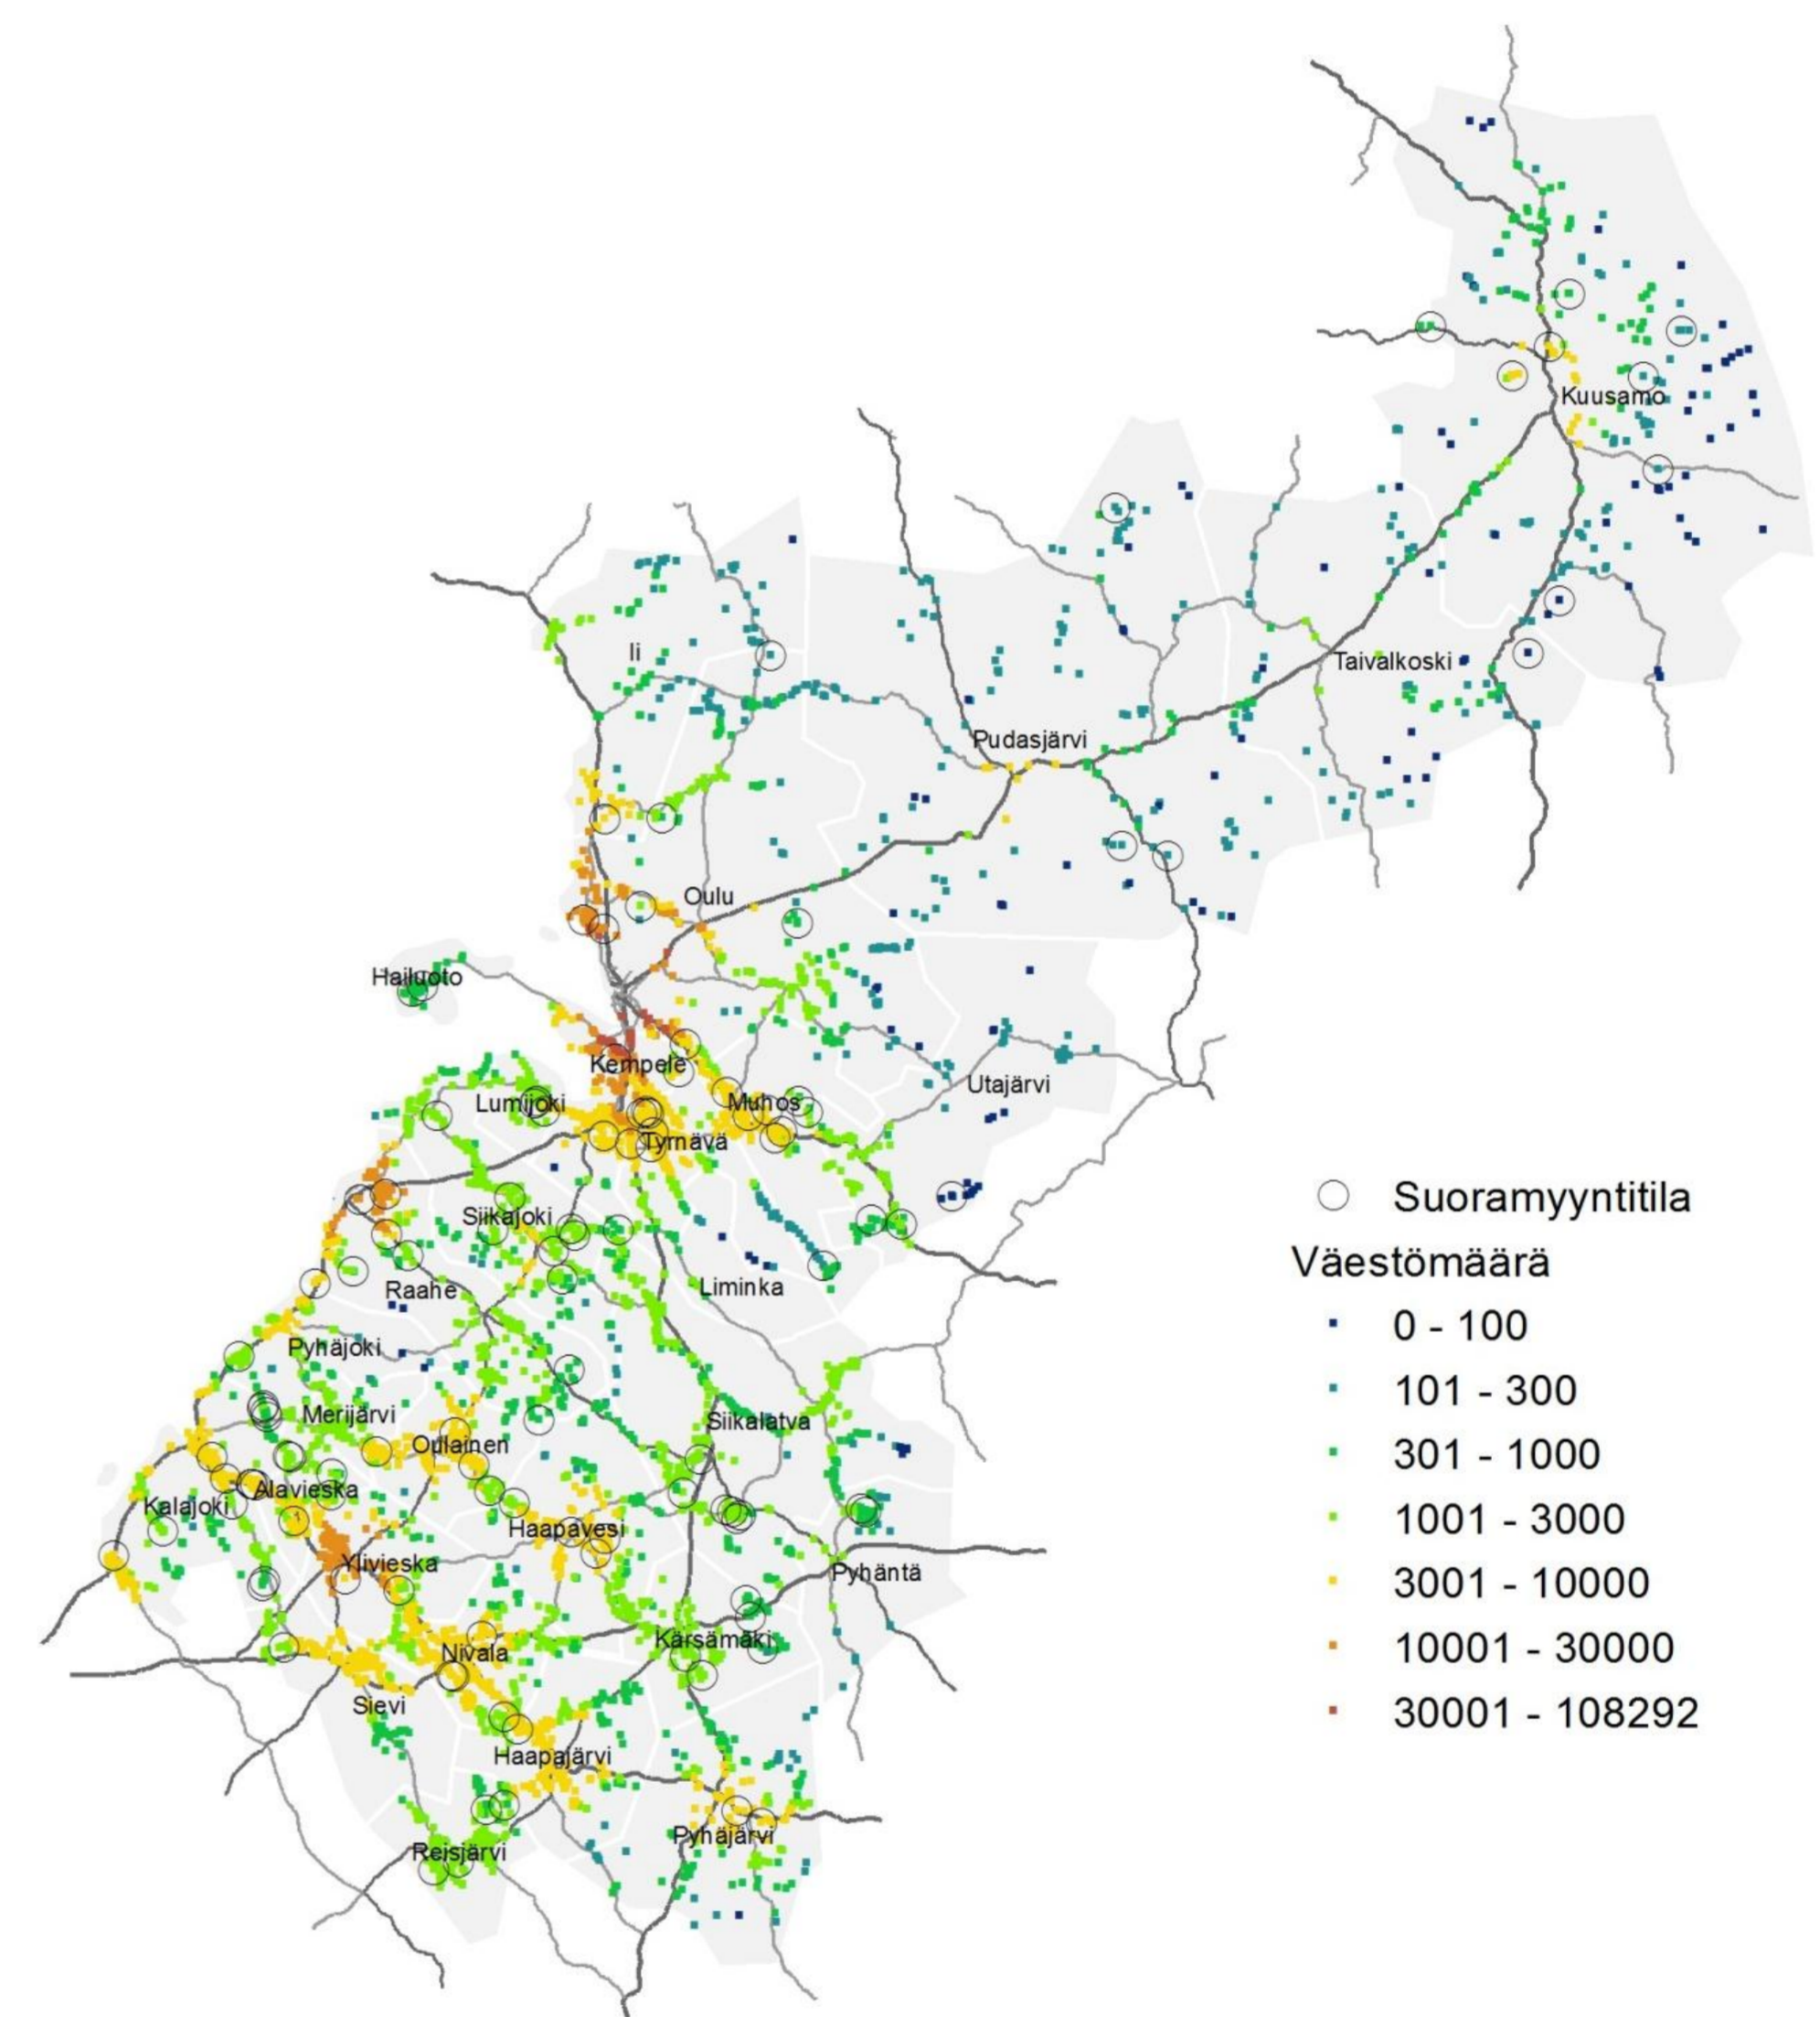 Kuusamo
Ii
Taivalkoski
Pudasjärvi
Oulu
Hailuoto
Kempele
Utajärvi
Lumijoki
Muhos
Tyrnävä
Suoramyyntitila
Siikajoki
Väestömäärä
Raahe
Liminka
0 - 100
Pyhäjoki
101 - 300
Merijärvi
Siikalatva
Oulainen
301 - 1000
Alavieska
Kalajoki
1001 - 3000
Haapavesi
Ylivieska
Pyhäntä
3001 - 10000
Kärsämäki
Nivala
10001 - 30000
Sievi
30001 - 108292
Haapajärvi
Pyhäjärvi
Reisjärvi